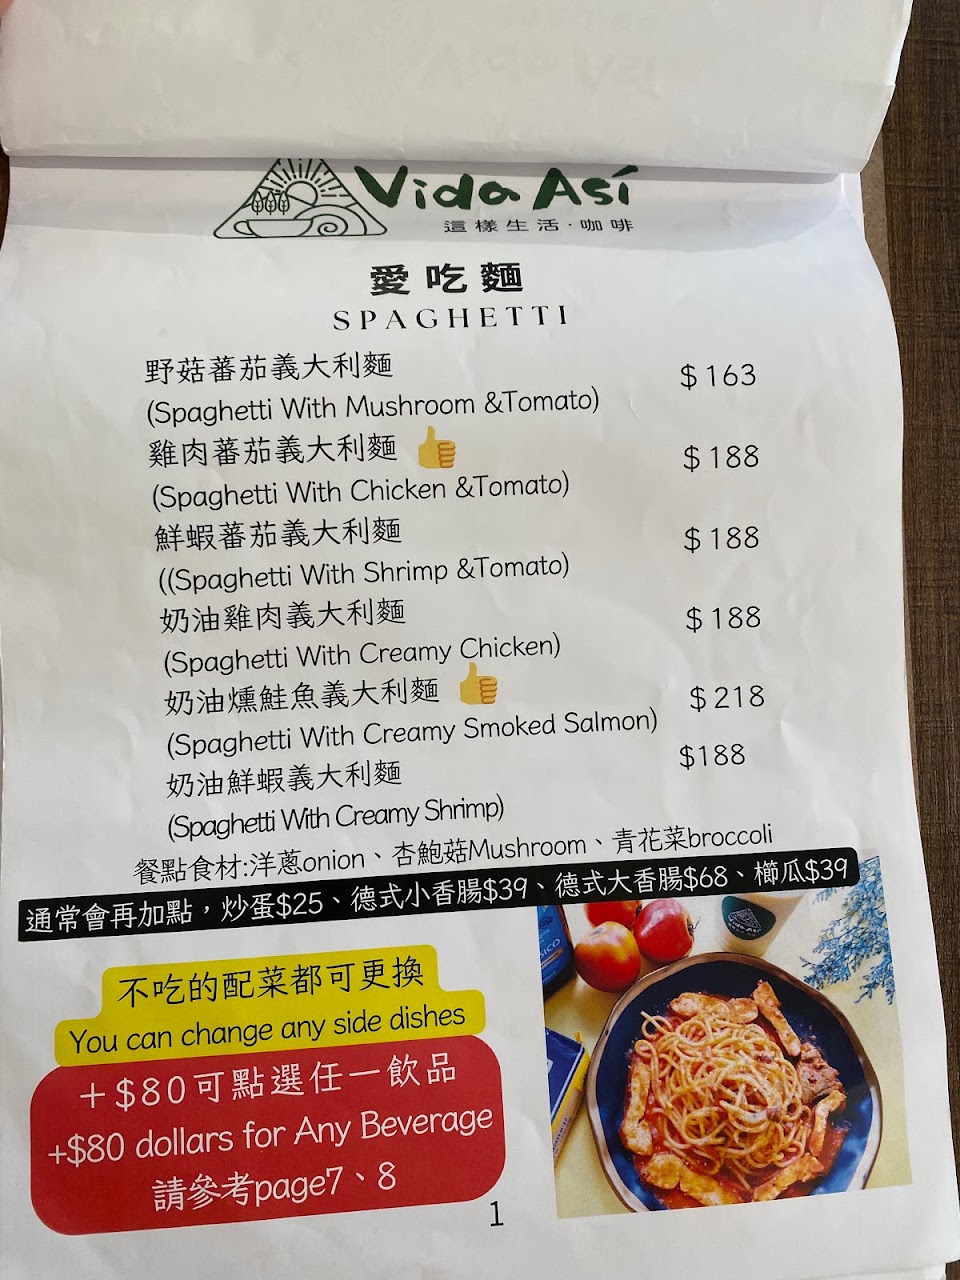 Vida Así
這樣生活·咖啡
愛吃麵
SPAGHETTI
野菇蕃茄義大利麵 $163
(Spaghetti With Mushroom &Tomato)
雞肉蕃茄義大利麵 $188
(Spaghetti With Chicken &Tomato)
鮮蝦蕃茄義大利麵 $188
((Spaghetti With Shrimp &Tomato)
奶油雞肉義大利麵 $188
(Spaghetti With Creamy Chicken)
奶油燻鮭魚義大利麵 $218
(Spaghetti With Creamy Smoked Salmon)
奶油鮮蝦義大利麵 $188
(Spaghetti With Creamy Shrimp)
餐點食材:洋蔥onion、杏鮑菇Mushroom、青花菜broccoli
通常會再加點，炒蛋$25、德式小香腸$39、德式大香腸$68、櫛瓜$39
不吃的配菜都可更換
You can change any side dishes
＋$80可點選任一飲品
+$80 dollars for Any Beverage
請參考page7、8
Vida Así
1